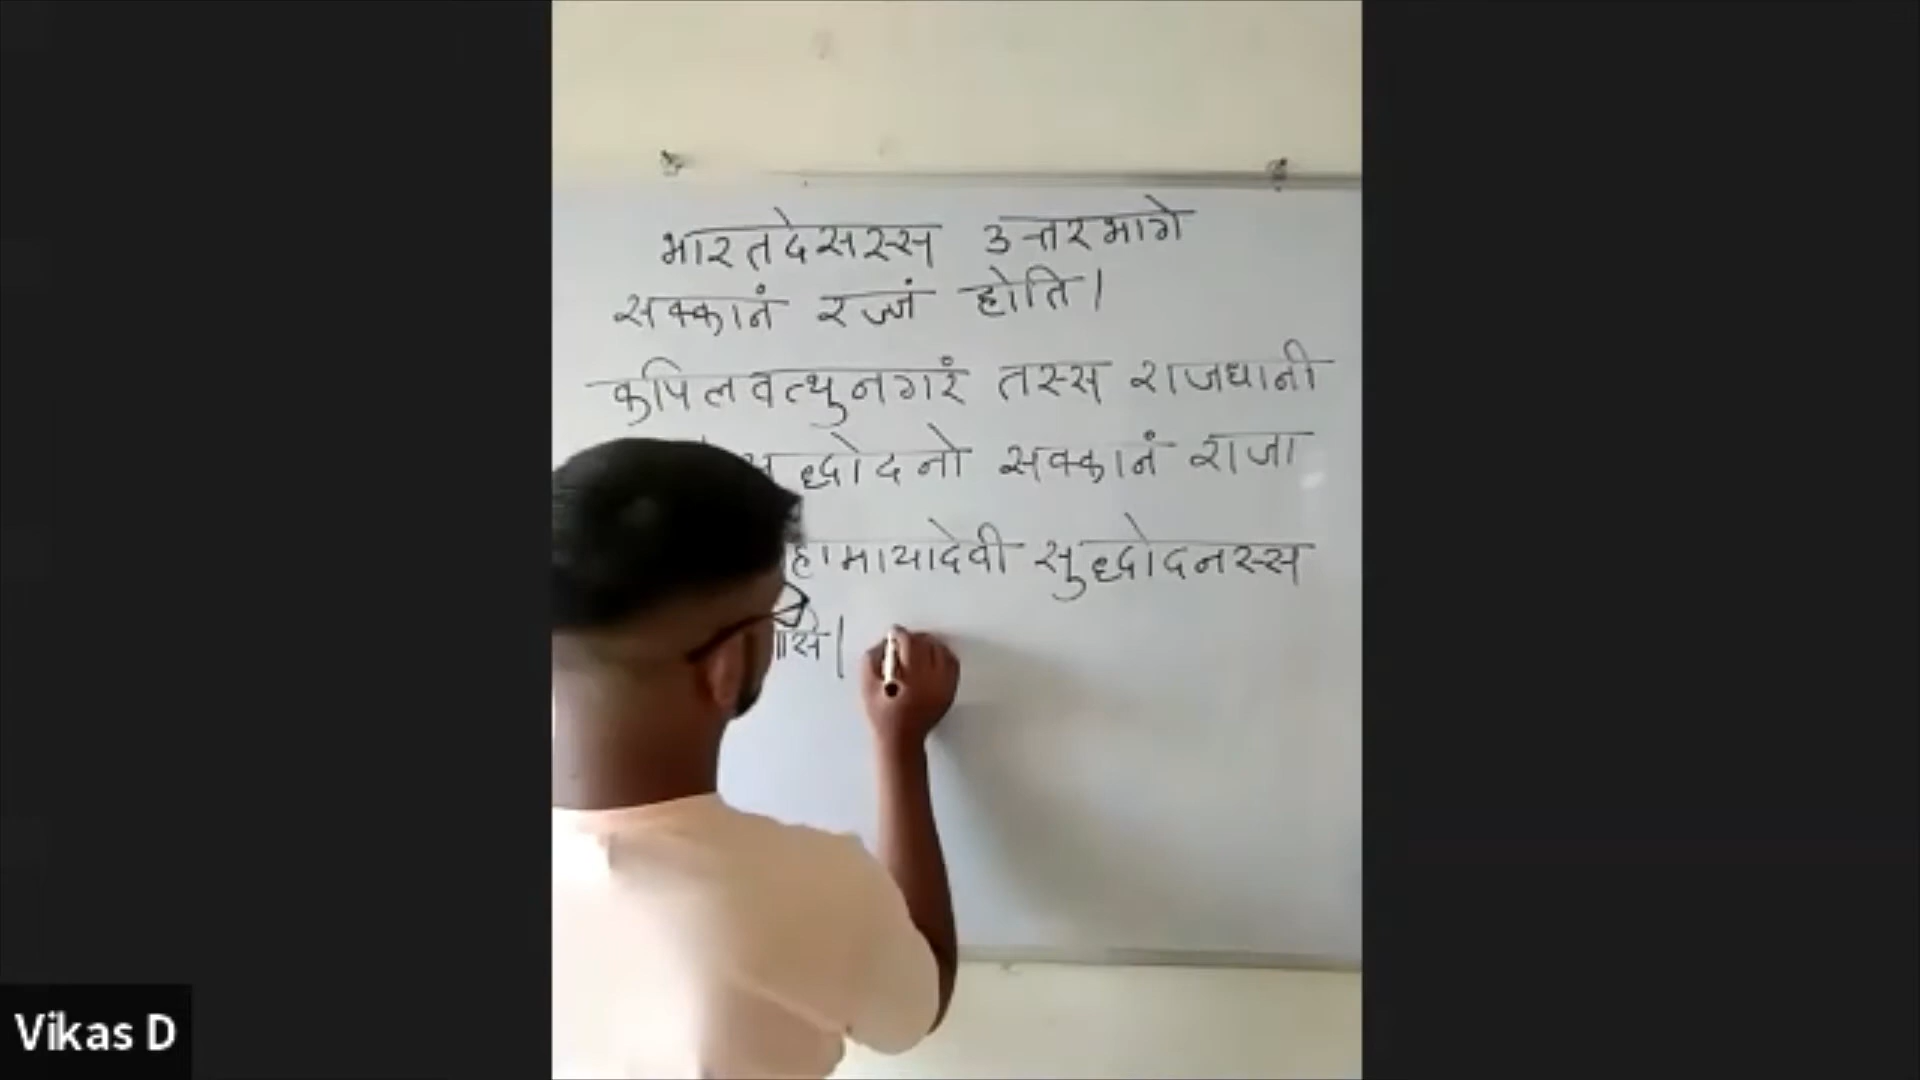 भारतदेसस्स उत्तरभागे
सक्कानं रज्जं होति।
कपिलवत्थुनगरं तस्स राजधानी
सक्कानं राजा
सुद्धोदनस्स
Vikas D